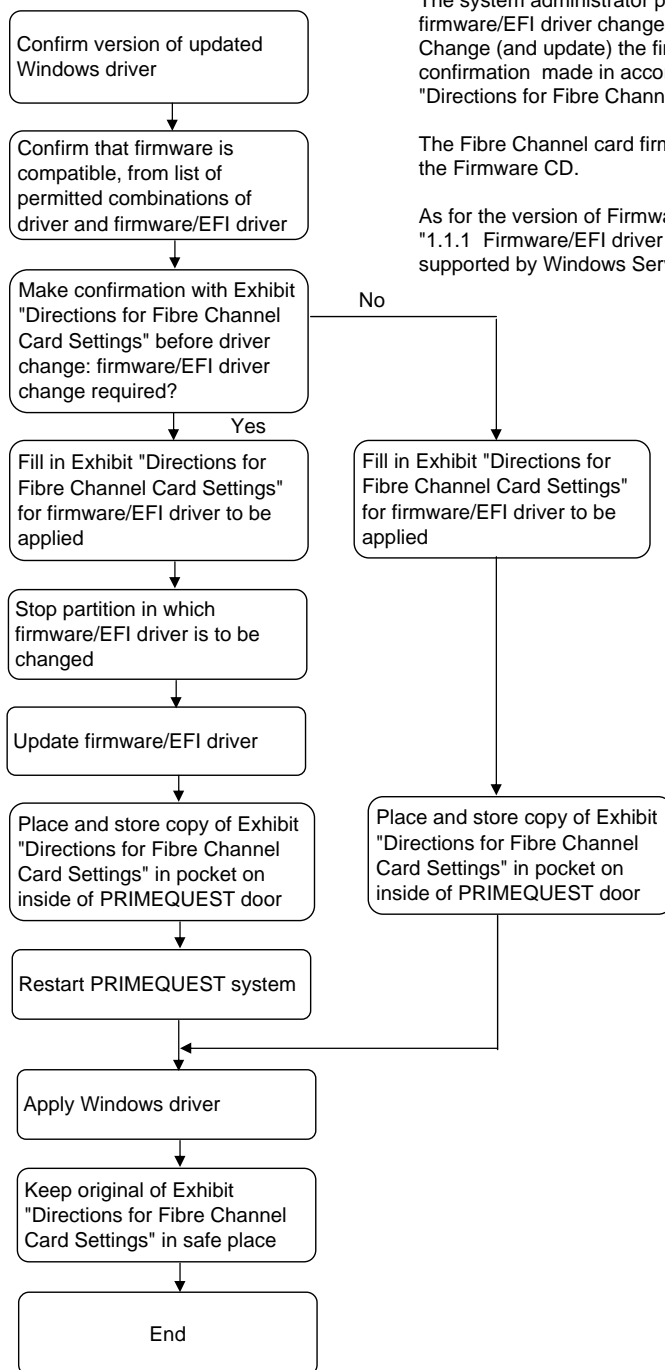 The system administrator p
firmware/EFI driver change
Change (and update) the fir
confirmation made in accor
"Directions for Fibre Chann
The Fibre Channel card firm
the Firmware CD.
As for the version of Firmwa
"1.1.1 Firmware/EFI driver
supported by Windows Serv
Confirm version of updated
Windows driver
Confirm that firmware is
compatible, from list of
permitted combinations of
driver and firmware/EFI driver
Make confirmation with Exhibit
"Directions for Fibre Channel
Card Settings" before driver
change: firmware/EFI driver
change required?
No
Yes
Fill in Exhibit "Directions for
Fibre Channel Card Settings"
for firmware/EFI driver to be
applied
Fill in Exhibit "Directions for
Fibre Channel Card Settings"
for firmware/EFI driver to be
applied
Stop partition in which
firmware/EFI driver is to be
changed
Update firmware/EFI driver
Place and store copy of Exhibit
"Directions for Fibre Channel
Card Settings" in pocket on
inside of PRIMEQUEST door
Place and store copy of Exhibit
"Directions for Fibre Channel
Card Settings" in pocket on
inside of PRIMEQUEST door
Restart PRIMEQUEST system
Apply Windows driver
Keep original of Exhibit
"Directions for Fibre Channel
Card Settings" in safe place
End